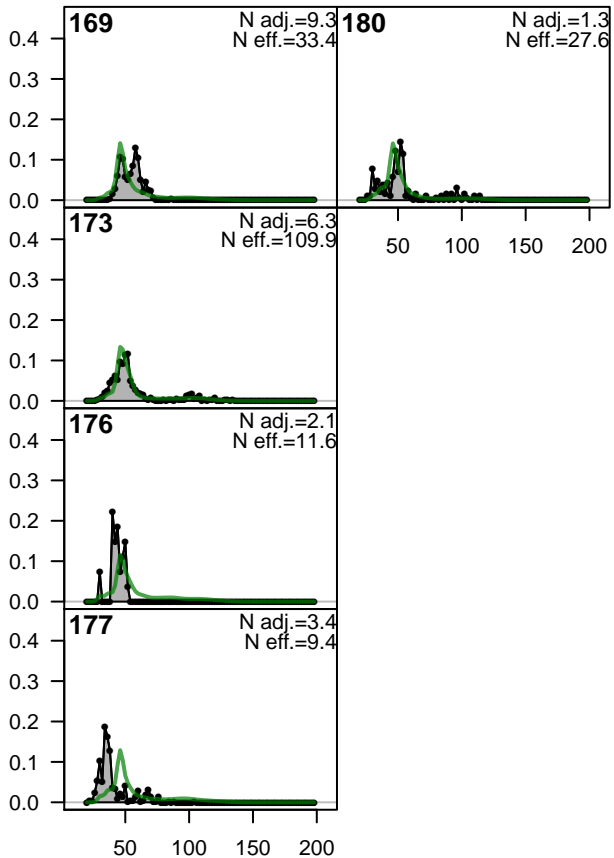 169
N adj.=9.3
N eff.=33.4
180
N adj.=1.3
N eff.=27.6
0.4
0.3
0.2
0.1
0.0
173
N adj.=6.3
N eff.=109.9
50 100 150 200
0.4
0.3
0.2
0.1
0.0
176
N adj.=2.1
N eff.=11.6
0.4
0.3
0.2
0.1
0.0
177
N adj.=3.4
N eff.=9.4
0.4
0.3
0.2
0.1
0.0
50 100 150 200